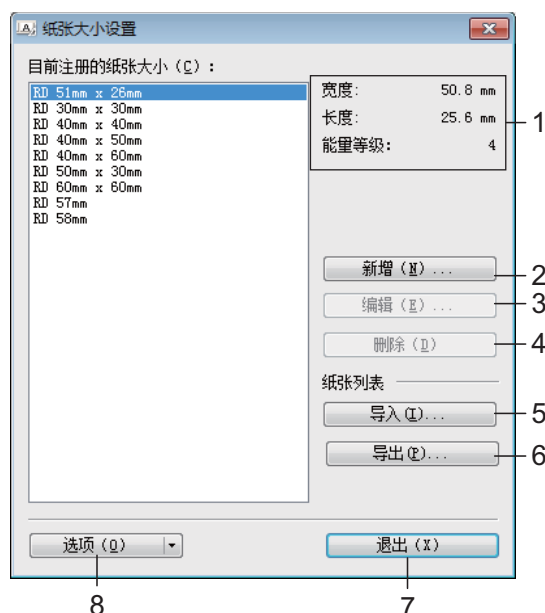 纸张大小设置
目前注册的纸张大小（C）:
RD 51mm x 26mm
RD 30mm x 30mm
RD 40mm x 40mm
RD 40mm x 50mm
RD 40mm x 60mm
RD 50mm x 30mm
RD 60mm x 60mm
RD 57mm
RD 58mm
宽度: 50.8 mm
长度: 25.6 mm
能量等级: 4
1
新增（N）... 2
编辑（E）... 3
删除（D） 4
纸张列表
导入(I)... 5
导出(P)... 6
选项（O）
退出（X）
8
7